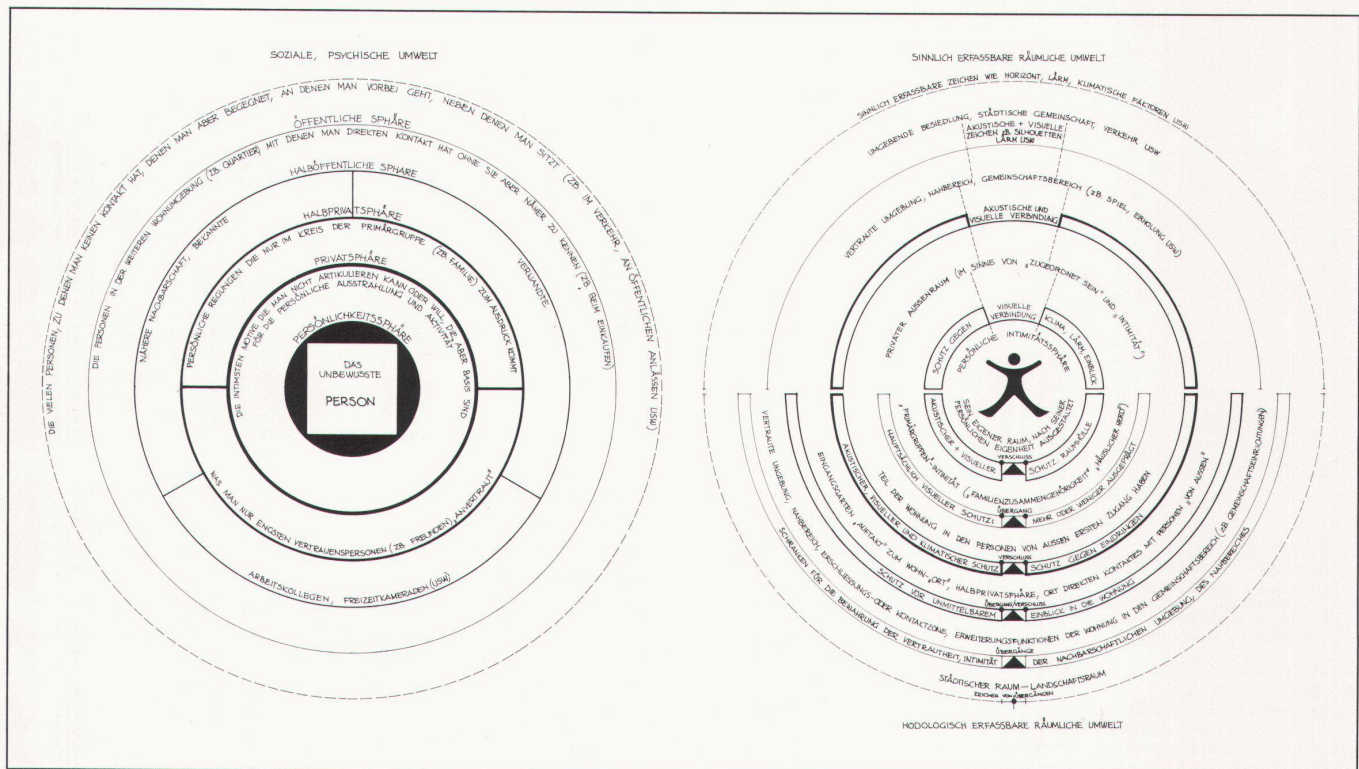 SOZIALE, PSYCHISCHE UMWELT
DIE VIELEN PERSONEN, ZU DENEN MAN KEINEN KONTAKT HAT, DENEN MAN ABER BEGEGNET, AN DENEN MAN VORBEI GEHT, NEBEN DENEN MAN SITZT (ZB. IM VERKEHR, AN ÖFFENTLICHEN ANLÄSSEN USW)
ÖFFENTLICHE SPHÄRE
DIE PERSONEN IN DER WEITEREN WOHNUMGEBUNG (ZB. QUARTIER) MIT DENEN MAN DIREKTEN KONTAKT HAT OHNE SIE ABER NÄHER ZU KENNEN (ZB. BEIM EINKAUFEN)
HALBÖFFENTLICHE SPHÄRE
NÄHERE NACHBARSCHAFT, BEKANNTE
VERWANDTE
ARBEITSKOLLEGEN, FREIZEITKAMERADEN (USW)
HALBPRIVATSPHÄRE
PERSÖNLICHE REGUNGEN DIE NUR IM KREIS DER PRIMÄRGRUPPE (ZB. FAMILIE) ZUM AUSDRUCK KOMMT
WAS MAN NUR ENGSTEN VERTRAUENSPERSONEN (ZB. FREUNDEN) „ANVERTRAUT"
PRIVATSPHÄRE
DIE INTIMSTEN MOTIVE DIE MAN NICHT ARTIKULIEREN KANN ODER WILL, DIE ABER BASIS SIND
FÜR DIE PERSÖNLICHE AUSSTRAHLUNG UND AKTIVITÄT
PERSÖNLICHKEITSSPHÄRE
DAS
UNBEWUSSTE
PERSON
SINNLICH ERFASSBARE RÄUMLICHE UMWELT
SINNLICH ERFASSBARE ZEICHEN WIE HORIZONT, LÄRM, KLIMATISCHE FAKTOREN USW
UMGEBENDE BESIEDLUNG, STÄDTISCHE GEMEINSCHAFT, VERKEHR USW
AKUSTISCHE + VISUELLE
ZEICHEN ZB SILHOUETTEN
LÄRM USW
VERTRAUTE UMGEBUNG, NAHBEREICH, GEMEINSCHAFTSBEREICH (ZB. SPIEL, ERHOLUNG USW)
AKUSTISCHE UND
VISUELLE VERBINDUNG
PRIVATER AUSSENRAUM (IM SINNE VON „ZUGEORDNET SEIN" UND „INTIMITÄT")
VISUELLE
VERBINDUNG
SCHUTZ GEGEN
KLIMA, LÄRM, EINBLICK
PERSÖNLICHE INTIMITÄTSSPHÄRE
SEIN EIGENER RAUM, NACH SEINER
PERSÖNLICHEN EIGENHEIT AUSGESTALTET
VERSCHLUSS
AKUSTISCHER + VISUELLER
SCHUTZ RAUMHÜLLE
„PRIMÄRGRUPPEN"-INTIMITÄT („FAMILIENZUSAMMENGEHÖRIGKEIT" „HÄUSLICHER HERD")
ÜBERGANG
HAUPTSÄCHLICH VISUELLER SCHUTZ:
MEHR ODER WENIGER AUSGEPRÄGT
TEIL DER WOHNUNG IN DEN PERSONEN VON AUSSEN ERSTEN ZUGANG HABEN
VERSCHLUSS
AKUSTISCHER, VISUELLER UND KLIMATISCHER SCHUTZ
SCHUTZ GEGEN EINDRINGEN
EINGANGSGARTEN „AUFTAKT" ZUM WOHN-„ORT", HALBPRIVATSPHÄRE, ORT DIREKTEN KONTAKTES MIT PERSONEN „VON AUSSEN"
ÜBERGANG/VERSCHLUSS
SCHUTZ VOR UNMITTELBAREM
EINBLICK IN DIE WOHNUNG
VERTRAUTE UMGEBUNG, NAHBEREICH, ERSCHLIESSUNGS- ODER KONTAKTZONE, ERWEITERUNGSFUNKTIONEN DER WOHNUNG IN DEN GEMEINSCHAFTSBEREICH (ZB. GEMEINSCHAFTSEINRICHTUNGEN)
ÜBERGÄNGE
SCHRANKEN FÜR DIE BEWAHRUNG DER VERTRAUTHEIT, INTIMITÄT
DER NACHBARSCHAFTLICHEN UMGEBUNG, DES NAHBEREICHES
STÄDTISCHER RAUM — LANDSCHAFTSRAUM
ZEICHEN VON ÜBERGÄNGEN
HODOLOGISCH ERFASSBARE RÄUMLICHE UMWELT